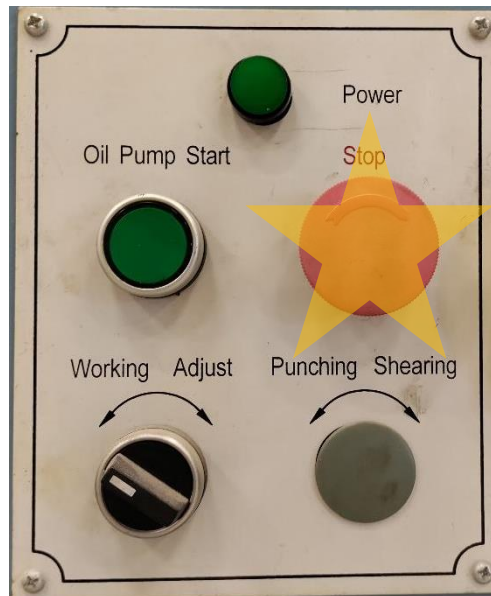 Power
Oil Pump Start
Stop
Working Adjust
Punching Shearing